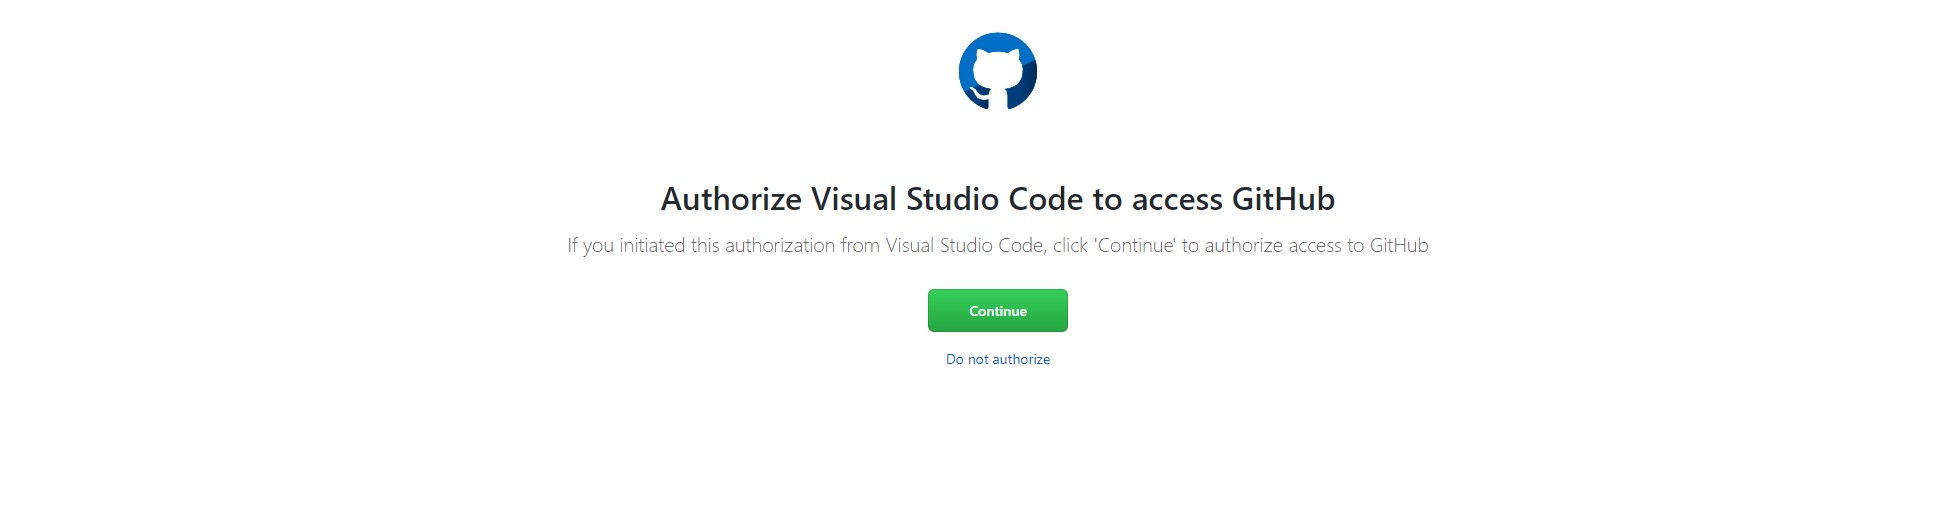 Authorize Visual Studio Code to access GitHub
If you initiated this authorization from Visual Studio Code, click 'Continue' to authorize access to GitHub
Continue
Do not authorize